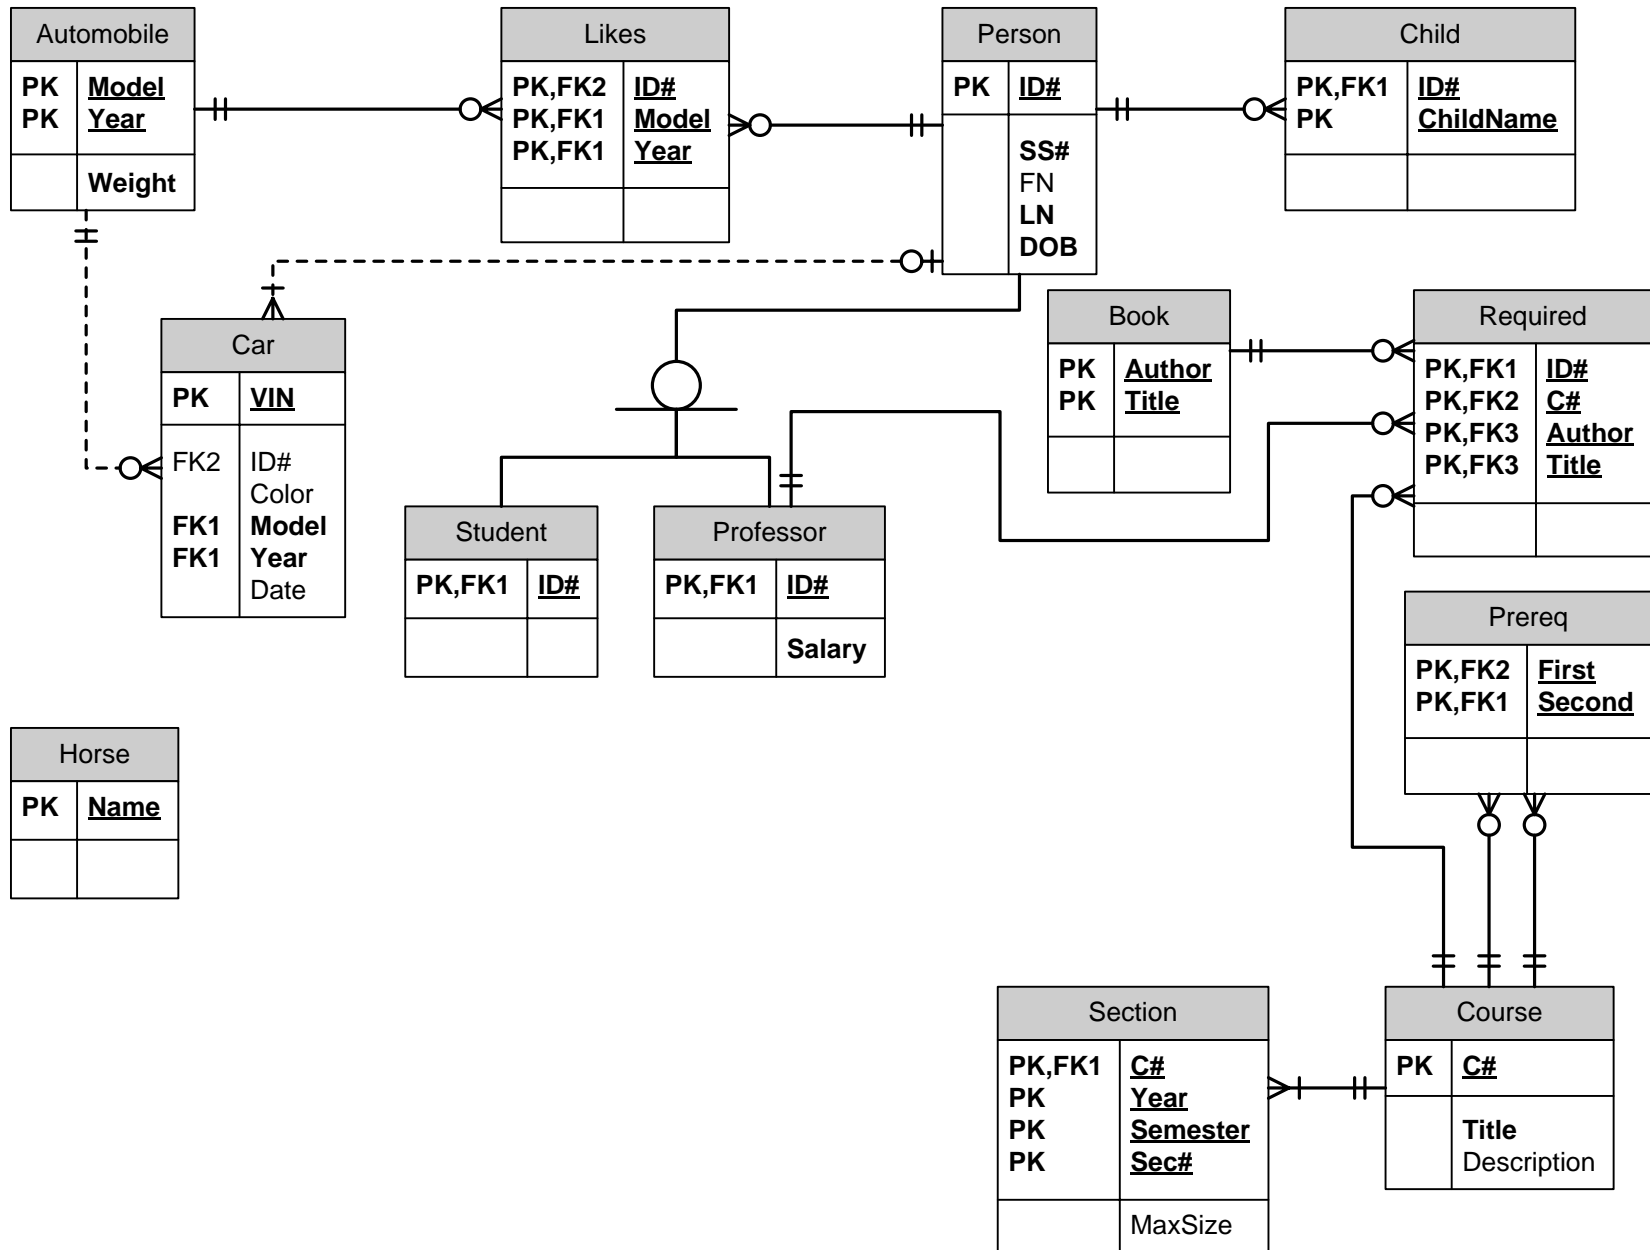 Automobile
PK Model
PK Year
Weight
Likes
PK,FK2 ID#
PK,FK1 Model
PK,FK1 Year
Person
PK ID#
SS#
FN
LN
DOB
Child
PK,FK1 ID#
PK ChildName
Car
PK VIN
FK2 ID#
Color
FK1 Model
FK1 Year
Date
Book
PK Author
PK Title
Required
PK,FK1 ID#
PK,FK2 C#
PK,FK3 Author
PK,FK3 Title
Student
PK,FK1 ID#
Professor
PK,FK1 ID#
Salary
Prereq
PK,FK2 First
PK,FK1 Second
Horse
PK Name
Section
PK,FK1 C#
PK Year
PK Semester
PK Sec#
MaxSize
Course
PK C#
Title
Description